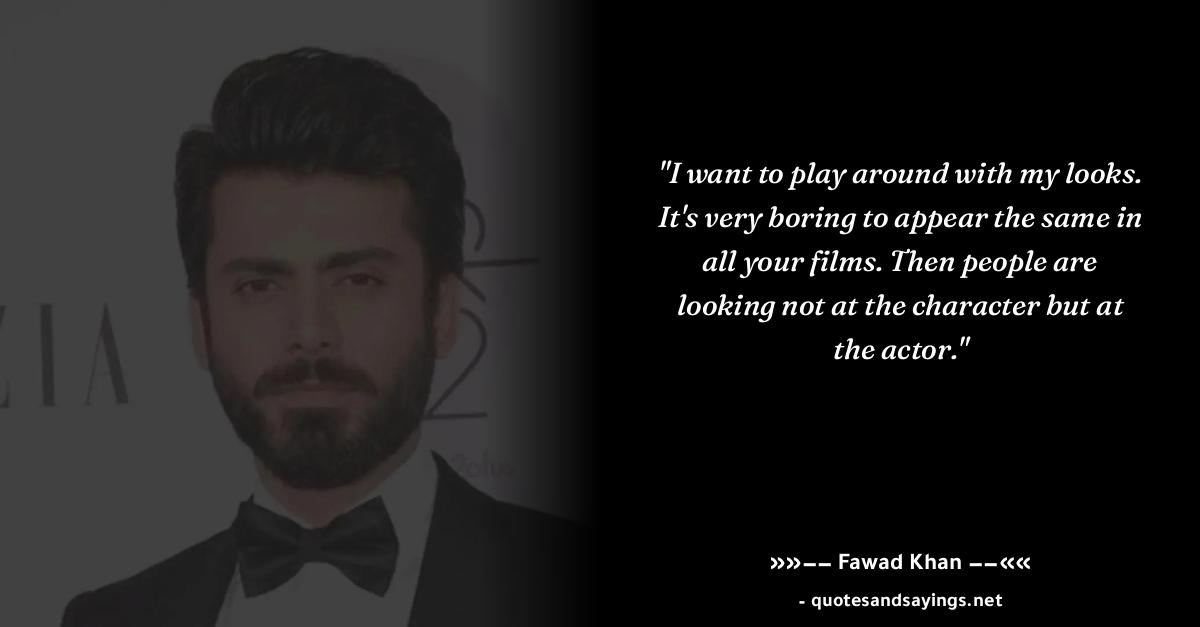 "I want to play around with my looks.
It's very boring to appear the same in
all your films. Then people are
looking not at the character but at
the actor."
»»–– Fawad Khan ––««
- quotesandsayings.net
ZIA